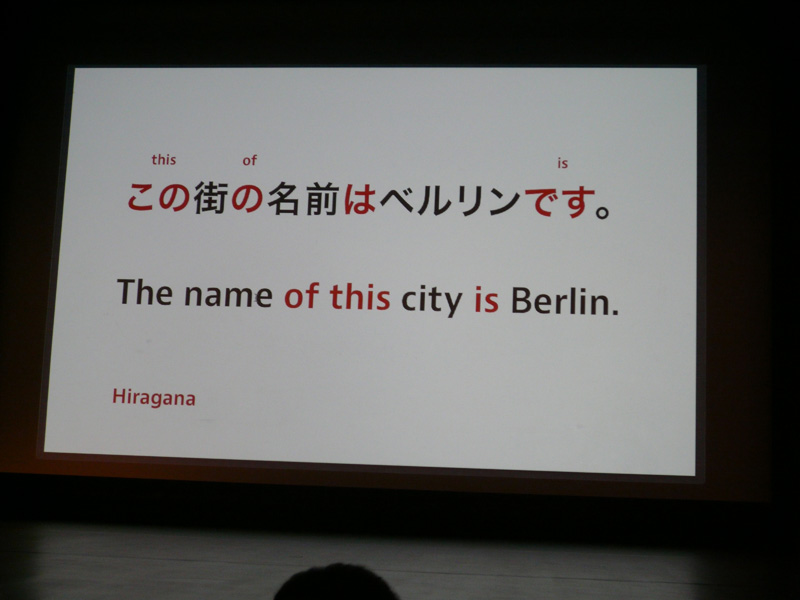 this of is
この街の名前はベルリンです。
The name of this city is Berlin.
Hiragana